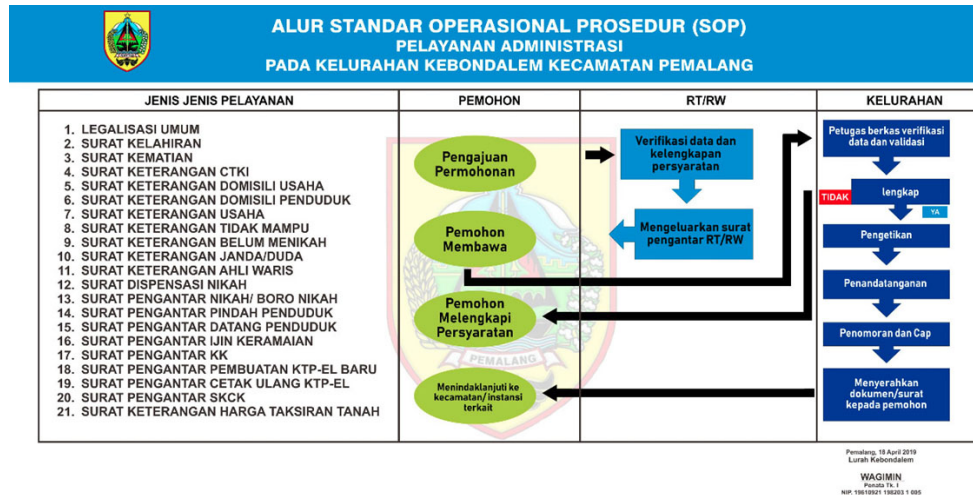 ALUR STANDAR OPERASIONAL PROSEDUR (SOP)
PELAYANAN ADMINISTRASI
PADA KELURAHAN KEBONDALEM KECAMATAN PEMALANG
JENIS JENIS PELAYANAN
1. LEGALISASI UMUM
2. SURAT KELAHIRAN
3. SURAT KEMATIAN
4. SURAT KETERANGAN CTKI
5. SURAT KETERANGAN DOMISILI USAHA
6. SURAT KETERANGAN DOMISILI PENDUDUK
7. SURAT KETERANGAN USAHA
8. SURAT KETERANGAN TIDAK MAMPU
9. SURAT KETERANGAN BELUM MENIKAH
10. SURAT KETERANGAN JANDA/DUDA
11. SURAT KETERANGAN AHLI WARIS
12. SURAT DISPENSASI NIKAH
13. SURAT PENGANTAR NIKAH/ BORO NIKAH
14. SURAT PENGANTAR PINDAH PENDUDUK
15. SURAT PENGANTAR DATANG PENDUDUK
16. SURAT PENGANTAR IJIN KERAMAIAN
17. SURAT PENGANTAR KK
18. SURAT PENGANTAR PEMBUATAN KTP-EL BARU
19. SURAT PENGANTAR CETAK ULANG KTP-EL
20. SURAT PENGANTAR SKCK
21. SURAT KETERANGAN HARGA TAKSIRAN TANAH
PEMOHON
Pengajuan
Permohonan
Pemohon
Membawa
Pemohon
Melengkapi
Persyaratan
PEMALANG
Menindaklanjuti ke
kecamatan/ instansi
terkait
RT/RW
Verifikasi data dan
kelengkapan
persyaratan
Mengeluarkan surat
pengantar RT/RW
KELURAHAN
Petugas berkas verifikasi
data dan validasi
TIDAK
lengkap
YA
Pengetikan
Penandatanganan
Penomoran dan Cap
Menyerahkan
dokumen/surat
kepada pemohon
Pemalang, 18 April 2019
Lurah Kebondalem
WAGIMIN
Penata Tk. I
NIP. 19610921 198203 1 005